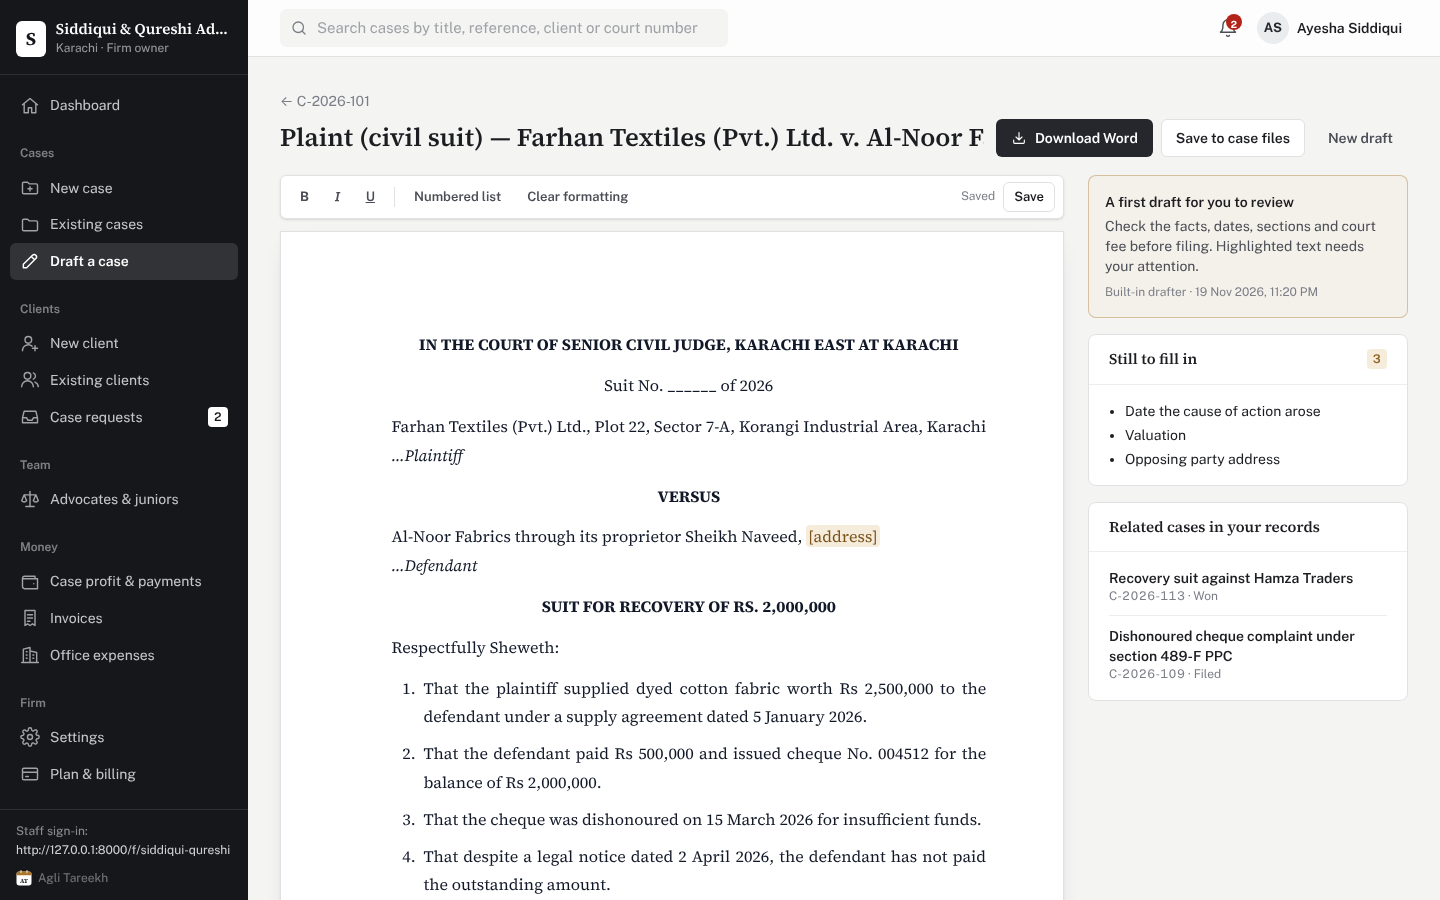 S
Siddiqui & Qureshi Ad...
Karachi · Firm owner
Dashboard
Cases
New case
Existing cases
Draft a case
Clients
New client
Existing clients
Case requests
2
Team
Advocates & juniors
Money
Case profit & payments
Invoices
Office expenses
Firm
Settings
Plan & billing
Staff sign-in:
http://127.0.0.1:8000/f/siddiqui-qureshi
Agli Tareekh
Search cases by title, reference, client or court number
2
AS
Ayesha Siddiqui
← C-2026-101
Plaint (civil suit) — Farhan Textiles (Pvt.) Ltd. v. Al-Noor F
Download Word
Save to case files
New draft
B I U Numbered list Clear formatting
Saved
Save
IN THE COURT OF SENIOR CIVIL JUDGE, KARACHI EAST AT KARACHI
Suit No. ______ of 2026
Farhan Textiles (Pvt.) Ltd., Plot 22, Sector 7-A, Korangi Industrial Area, Karachi
...Plaintiff
VERSUS
Al-Noor Fabrics through its proprietor Sheikh Naveed, [address]
...Defendant
SUIT FOR RECOVERY OF RS. 2,000,000
Respectfully Sheweth:
1. That the plaintiff supplied dyed cotton fabric worth Rs 2,500,000 to the
defendant under a supply agreement dated 5 January 2026.
2. That the defendant paid Rs 500,000 and issued cheque No. 004512 for the
balance of Rs 2,000,000.
3. That the cheque was dishonoured on 15 March 2026 for insufficient funds.
4. That despite a legal notice dated 2 April 2026, the defendant has not paid
the outstanding amount.
A first draft for you to review
Check the facts, dates, sections and court
fee before filing. Highlighted text needs
your attention.
Built-in drafter · 19 Nov 2026, 11:20 PM
Still to fill in
3
• Date the cause of action arose
• Valuation
• Opposing party address
Related cases in your records
Recovery suit against Hamza Traders
C-2026-113 · Won
Dishonoured cheque complaint under
section 489-F PPC
C-2026-109 · Filed